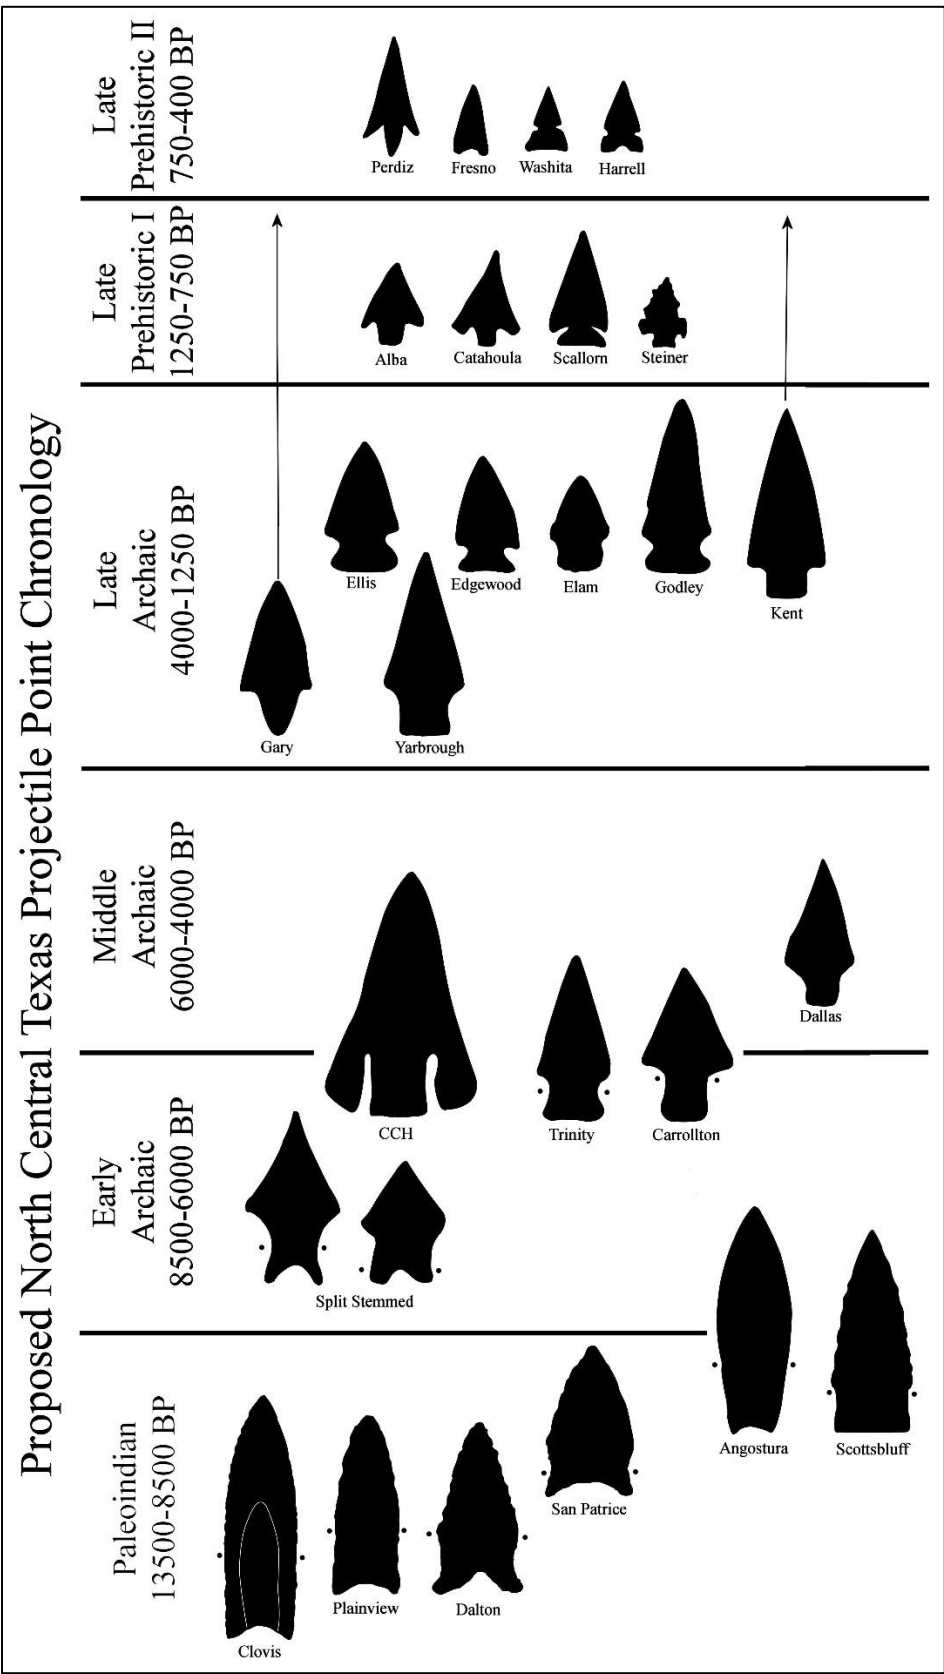 Proposed North Central Texas Projectile Point Chronology
Late
Prehistoric II
750-400 BP
Perdiz
Fresno
Washita
Harrell
Late
Prehistoric I
1250-750 BP
Alba
Catahoula
Scallorn
Steiner
Late
Archaic
4000-1250 BP
Ellis
Edgewood
Elam
Godley
Kent
Gary
Yarbrough
Middle
Archaic
6000-4000 BP
Dallas
CCH
Trinity
Carrollton
Early
Archaic
8500-6000 BP
Split Stemmed
Angostura
Scottsbluff
Paleoindian
13500-8500 BP
San Patrice
Plainview
Dalton
Clovis